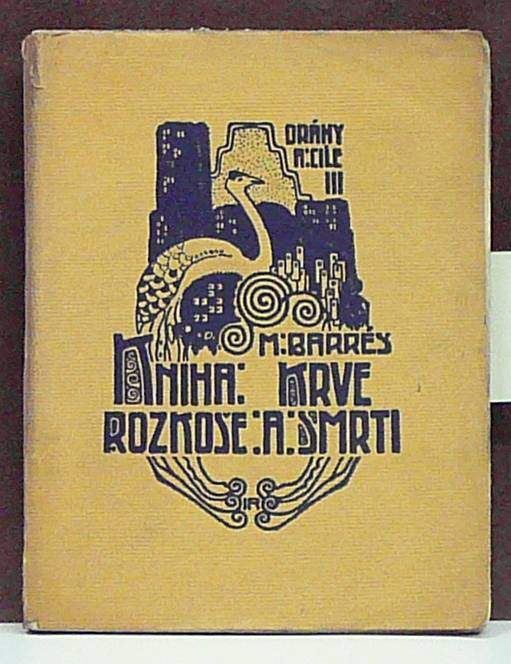 DRÁHY
A:CÍLE
III
M:BARRÈS
KNIHA: KRVE
ROZKOŠE:A:SMRTI